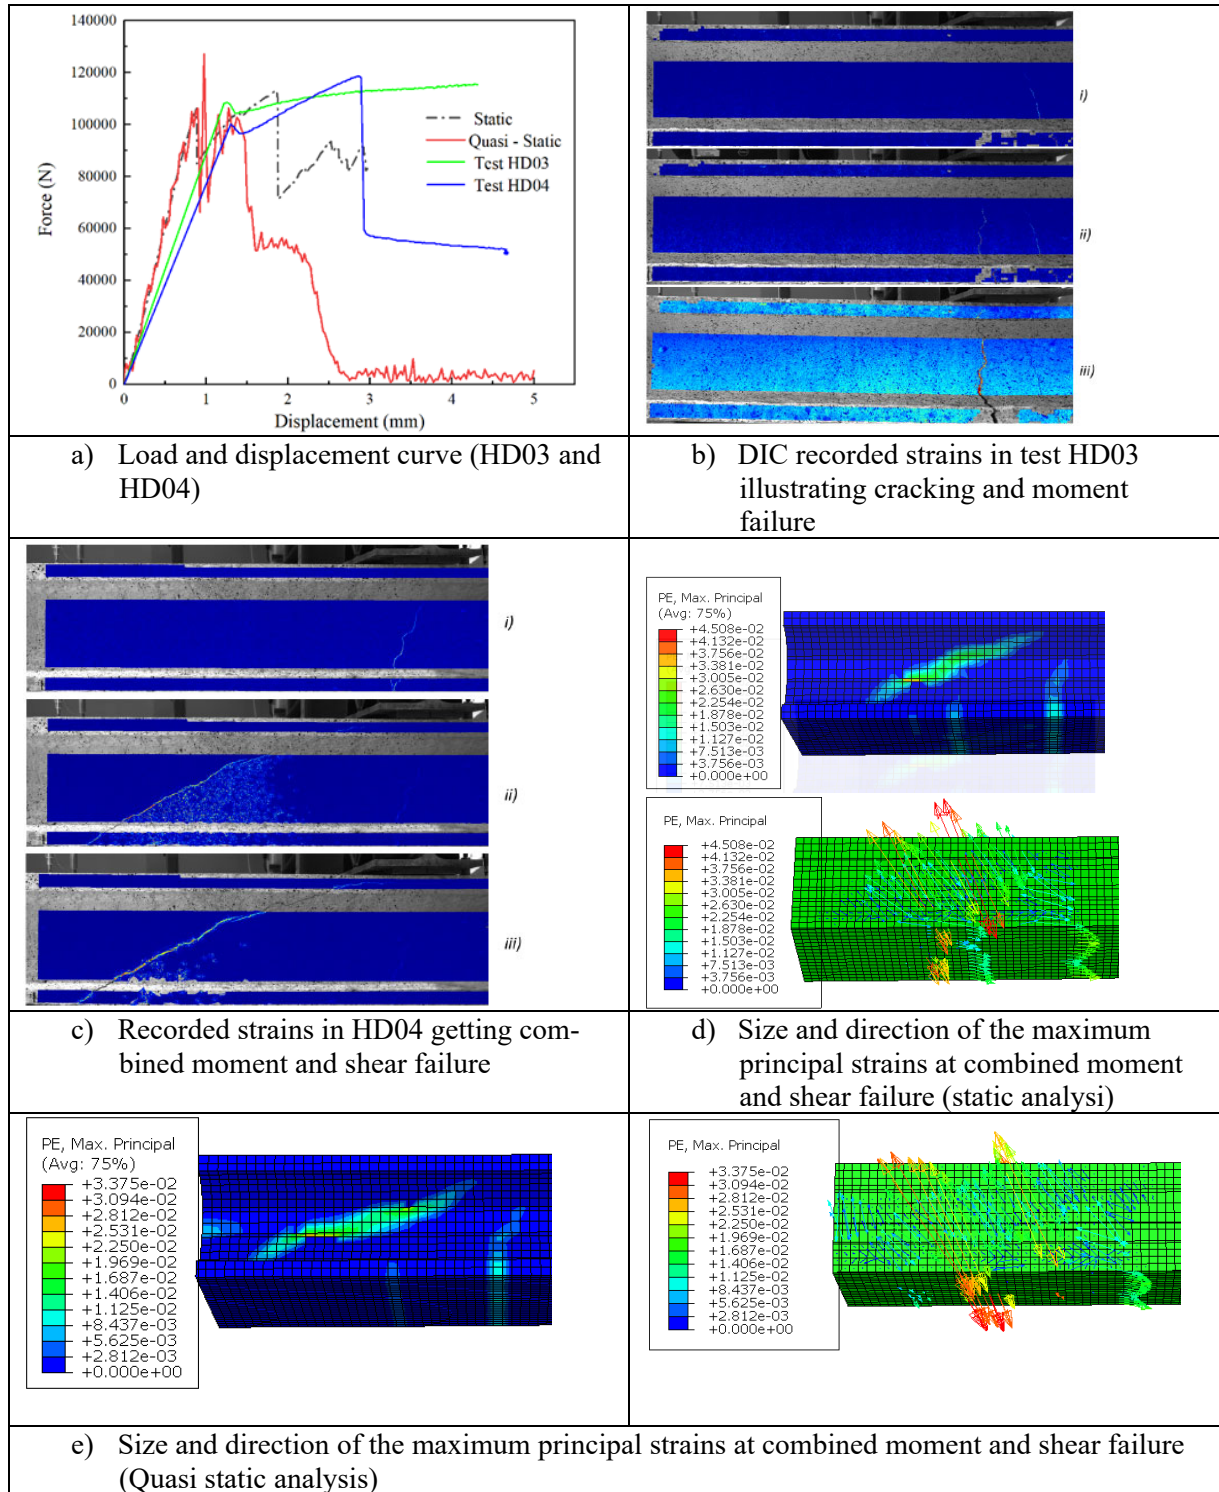 140000
120000
100000
80000
60000
40000
20000
0
Force (N)
Static
Quasi - Static
Test HD03
Test HD04
0 1 2 3 4 5
Displacement (mm)
i)
ii)
iii)
a) Load and displacement curve (HD03 and
HD04)
b) DIC recorded strains in test HD03
illustrating cracking and moment
failure
i)
ii)
iii)
PE, Max. Principal
(Avg: 75%)
+4.508e-02
+4.132e-02
+3.756e-02
+3.381e-02
+3.005e-02
+2.630e-02
+2.254e-02
+1.878e-02
+1.503e-02
+1.127e-02
+7.513e-03
+3.756e-03
+0.000e+00
PE, Max. Principal
+4.508e-02
+4.132e-02
+3.756e-02
+3.381e-02
+3.005e-02
+2.630e-02
+2.254e-02
+1.878e-02
+1.503e-02
+1.127e-02
+7.513e-03
+3.756e-03
+0.000e+00
c) Recorded strains in HD04 getting com-
bined moment and shear failure
d) Size and direction of the maximum
principal strains at combined moment
and shear failure (static analysi)
PE, Max. Principal
(Avg: 75%)
+3.375e-02
+3.094e-02
+2.812e-02
+2.531e-02
+2.250e-02
+1.969e-02
+1.687e-02
+1.406e-02
+1.125e-02
+8.437e-03
+5.625e-03
+2.812e-03
+0.000e+00
PE, Max. Principal
+3.375e-02
+3.094e-02
+2.812e-02
+2.531e-02
+2.250e-02
+1.969e-02
+1.687e-02
+1.406e-02
+1.125e-02
+8.437e-03
+5.625e-03
+2.812e-03
+0.000e+00
e) Size and direction of the maximum principal strains at combined moment and shear failure
(Quasi static analysis)